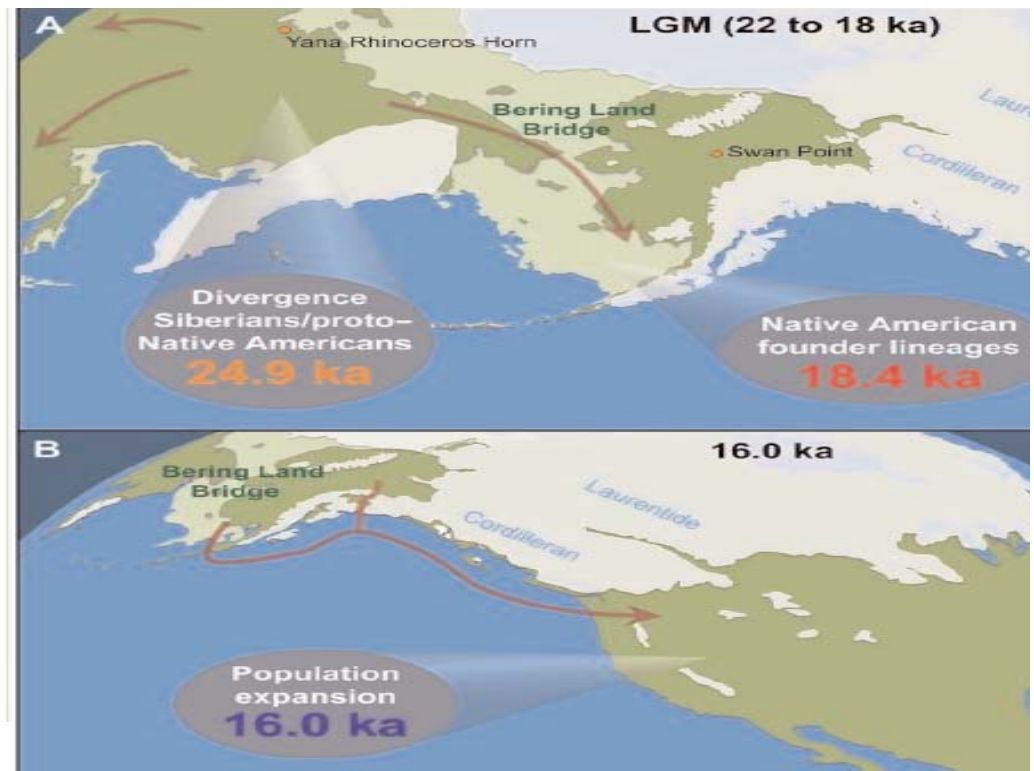 A
LGM (22 to 18 ka)
Yana Rhinoceros Horn
Bering Land
Bridge
Swan Point
Cordilleran
Divergence
Siberians/proto–
Native Americans
24.9 ka
Native American
founder lineages
18.4 ka
B
16.0 ka
Bering Land
Bridge
Laurentide
Cordilleran
Population
expansion
16.0 ka